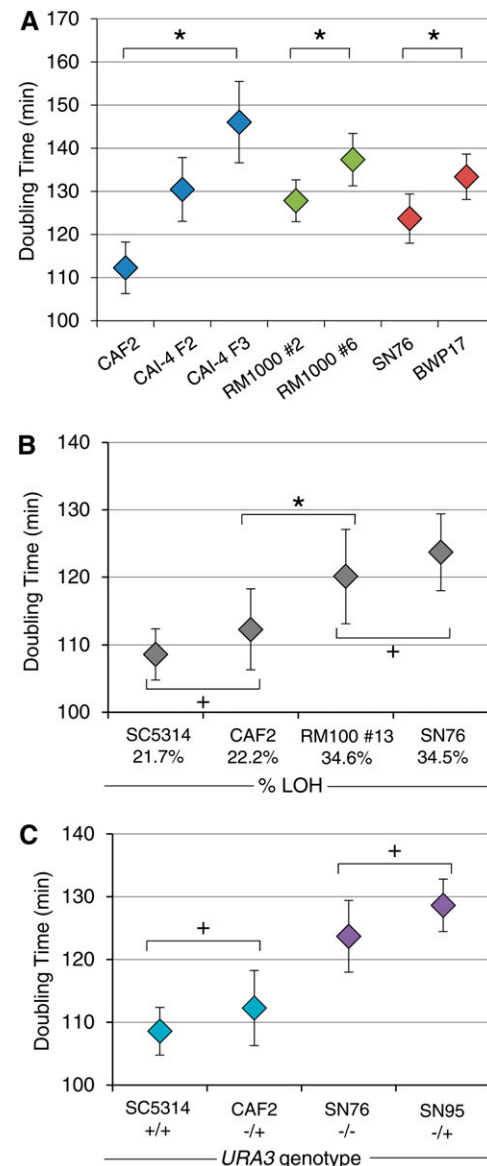 A
170
160
150
140
130
120
110
100
Doubling Time (min)
* * *
CAF2 CAI-4 F2 CAI-4 F3 RM1000 #2 RM1000 #6 SN76 BWP17
B
140
130
120
110
100
Doubling Time (min)
*
+
+
SC5314 CAF2 RM100 #13 SN76
21.7% 22.2% 34.6% 34.5%
% LOH
C
140
130
120
110
100
Doubling Time (min)
+
+
SC5314 CAF2 SN76 SN95
+/+ -/+ -/- -/+
URA3 genotype